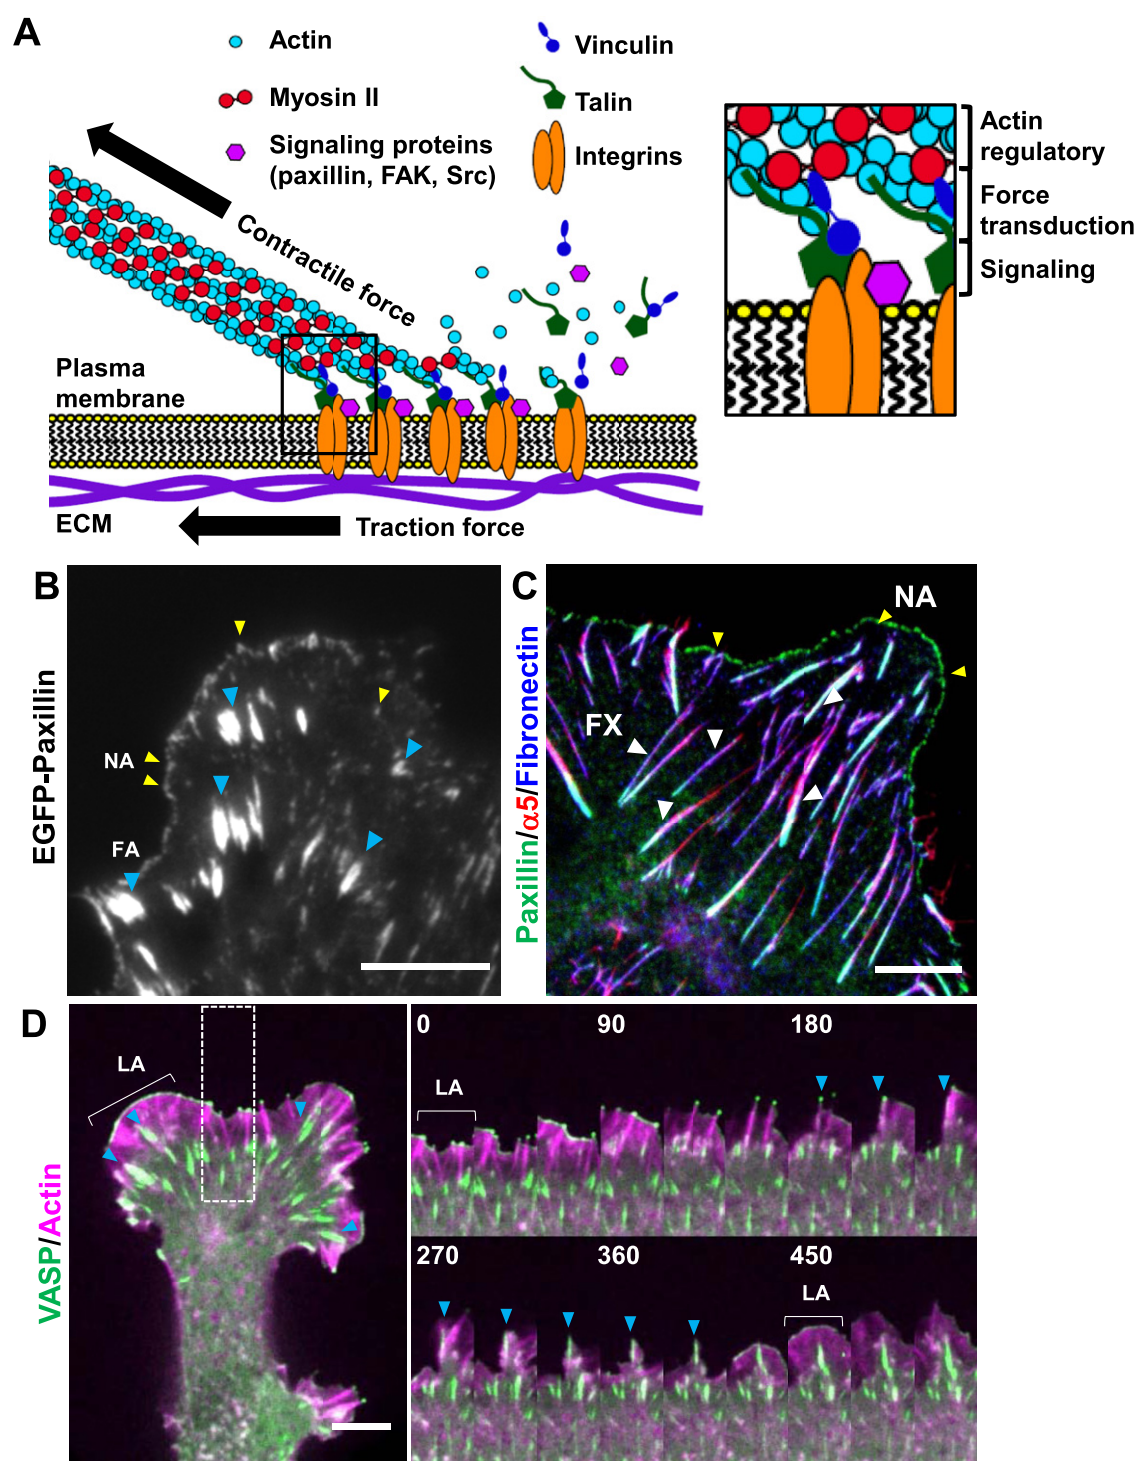 A
Actin
Myosin II
Signaling proteins
(paxillin, FAK, Src)
Vinculin
Talin
Integrins
Contractile force
Plasma
membrane
ECM
Traction force
Actin
regulatory
Force
transduction
Signaling
B
EGFP-Paxillin
NA
FA
C
Paxillin/α5/Fibronectin
NA
FX
D
VASP/Actin
LA
0
90
180
LA
270
360
450
LA